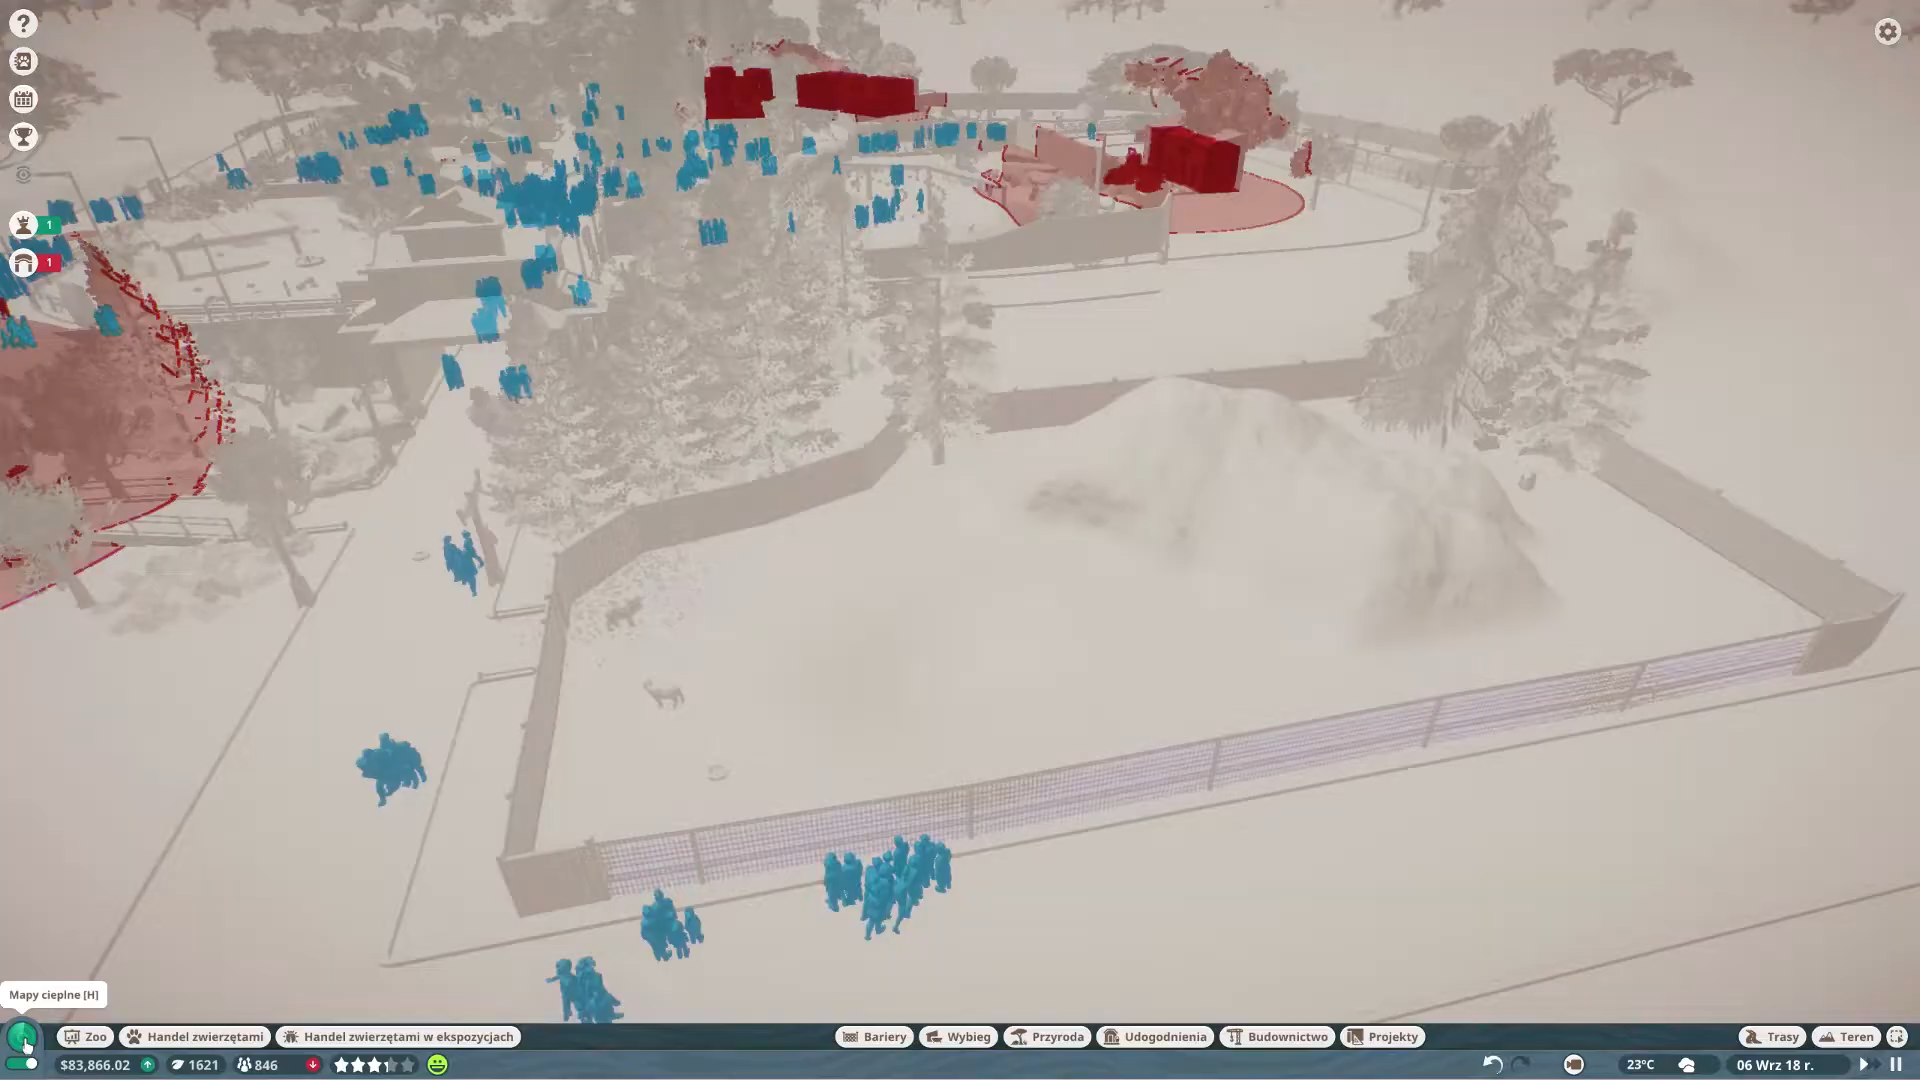 1
1
Mapy cieplne [H]
Zoo
Handel zwierzętami
Handel zwierzętami w ekspozycjach
Bariery
Wybieg
Przyroda
Udogodnienia
Budownictwo
Projekty
Trasy
Teren
$83,866.02
1621
846
23°C
06 Wrz 18 r.